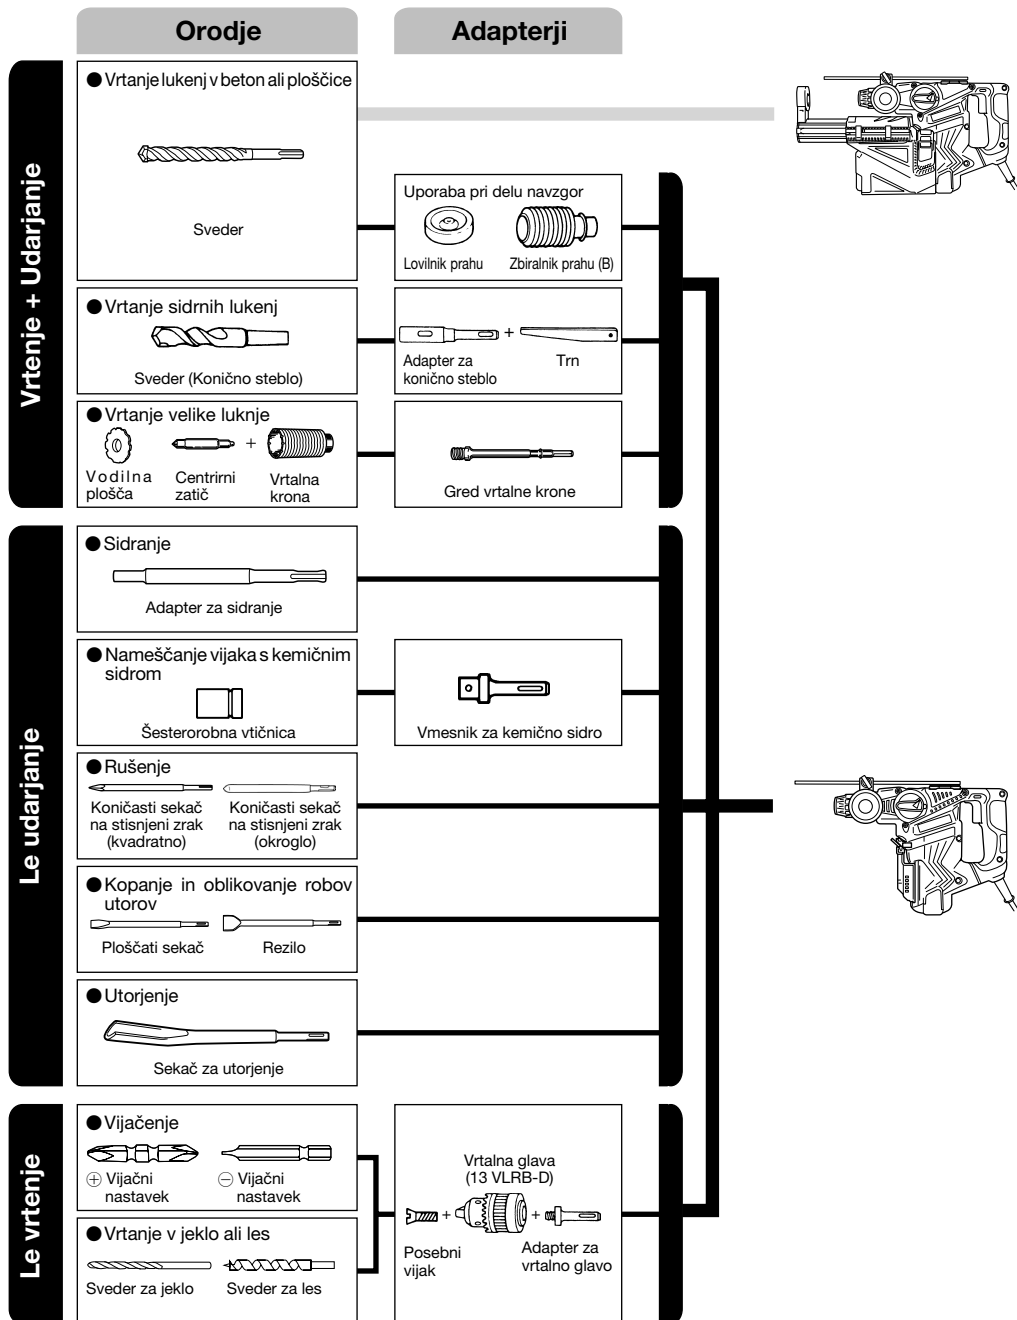 Orodje
Adapterji
Vrtenje + Udarjanje
● Vrtanje lukenj v beton ali ploščice
Sveder
Uporaba pri delu navzgor
Lovilnik prahu
Zbiralnik prahu (B)
● Vrtanje sidrnih lukenj
Sveder (Konično steblo)
+
Adapter za
konično steblo
Trn
● Vrtanje velike luknje
+
Vodilna
plošča
Centrirni
zatič
Vrtalna
krona
Gred vrtalne krone
Le udarjanje
● Sidranje
Adapter za sidranje
● Nameščanje vijaka s kemičnim
sidrom
Šesterorobna vtičnica
Vmesnik za kemično sidro
● Rušenje
Koničasti sekač
na stisnjeni zrak
(kvadratno)
Koničasti sekač
na stisnjeni zrak
(okroglo)
● Kopanje in oblikovanje robov
utorov
Ploščati sekač
Rezilo
● Utorjenje
Sekač za utorjenje
Le vrtenje
● Vijačenje
⊕ Vijačni
nastavek
⊖ Vijačni
nastavek
● Vrtanje v jeklo ali les
Sveder za jeklo
Sveder za les
Vrtalna glava
(13 VLRB-D)
+
+
Posebni
vijak
Adapter za
vrtalno glavo